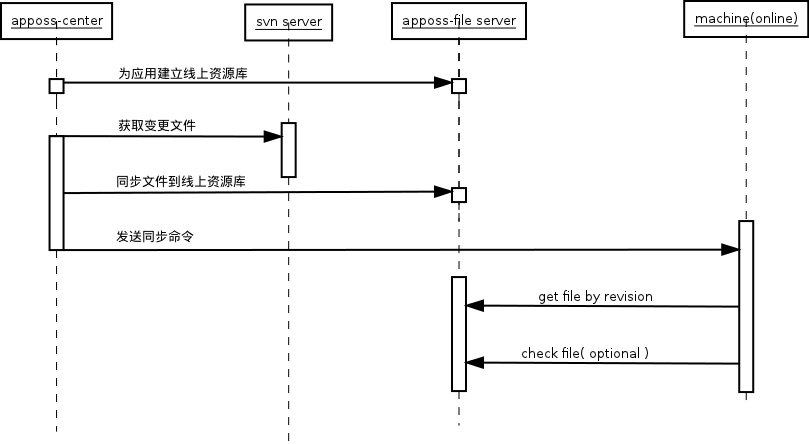 apposs-center
svn server
apposs-file server
machine(online)
为应用建立线上资源库
获取变更文件
同步文件到线上资源库
发送同步命令
get file by revision
check file( optional )